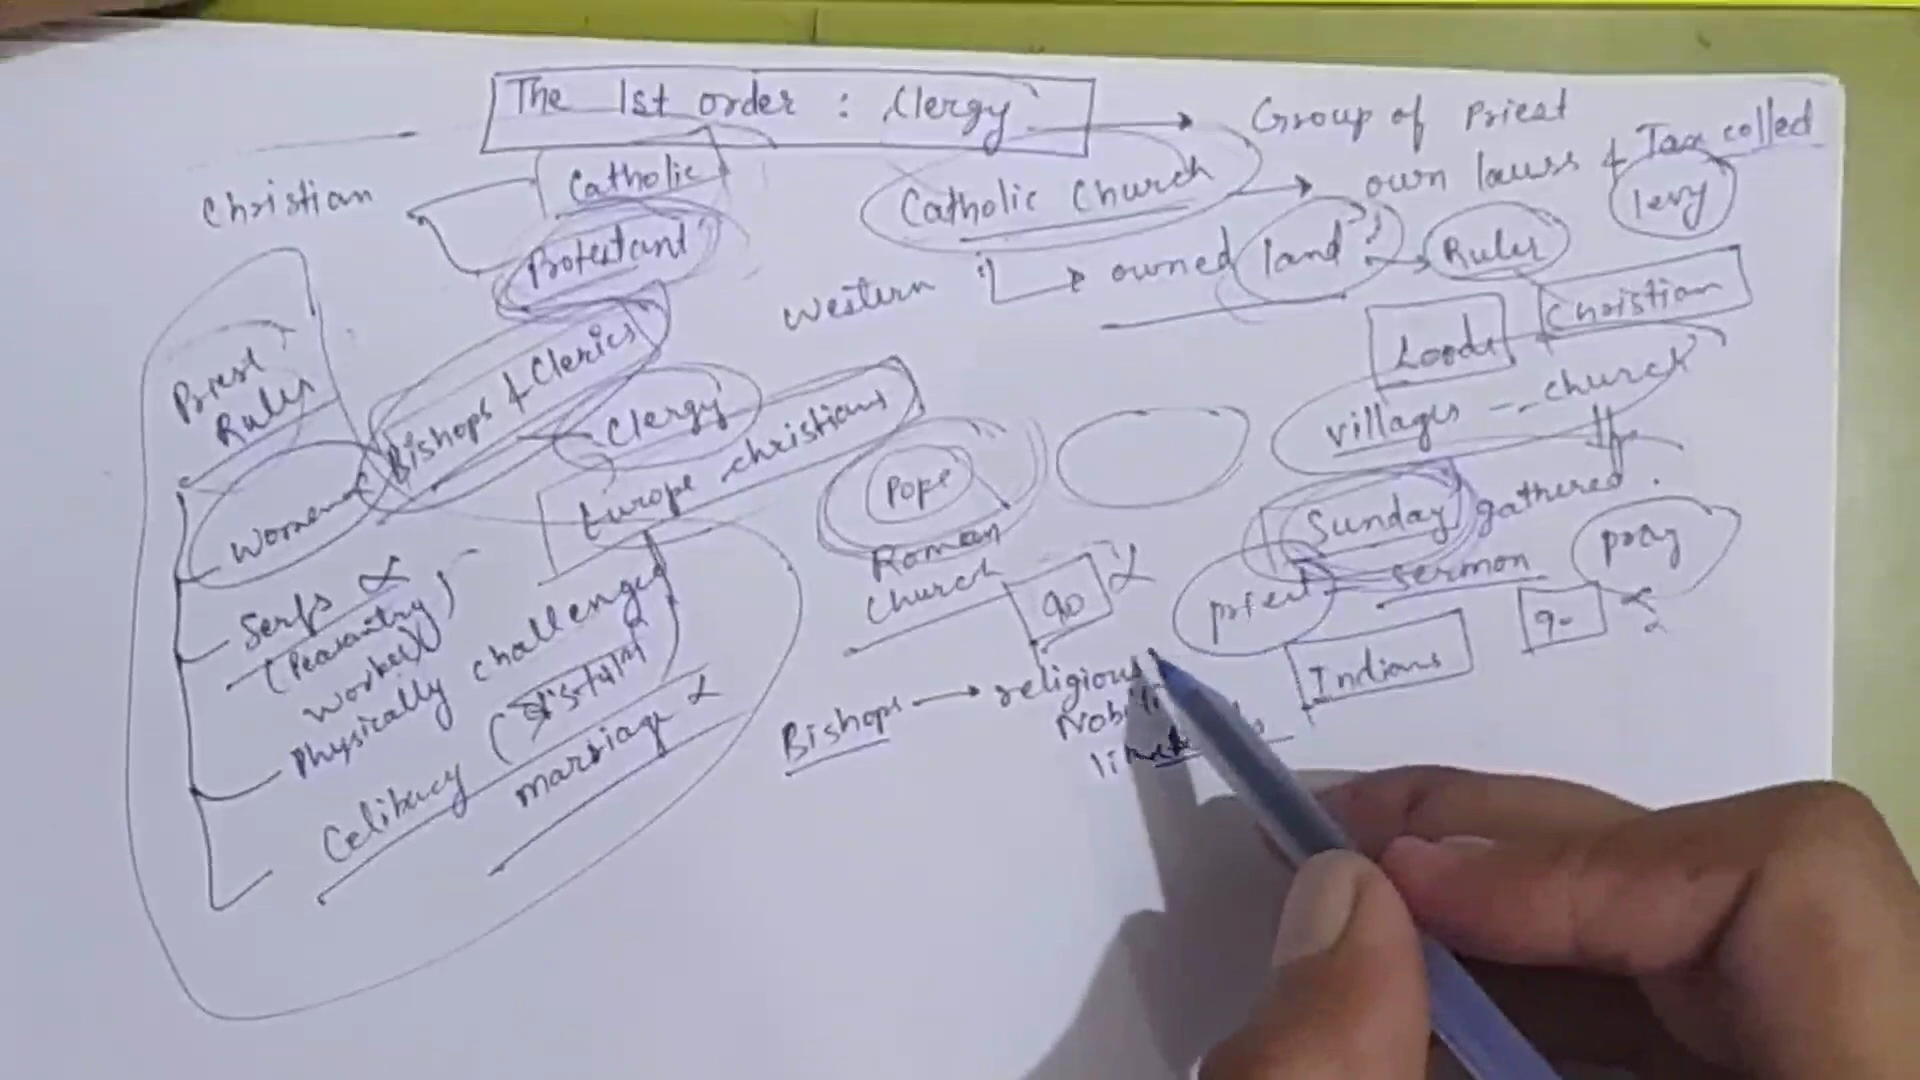 The 1st order : Clergy
Group of Priest
Catholic
Catholic Church
own laws & Tax colled
Christian
levy
Protestant
Western
owned land
Ruler
Christian
Lords
Priest
Rules
Bishops & Clerics
Clergy
villages -- church
Europe christians
Pope
Women
Sunday gathered.
Roman
church
90
sermon
pray
priest
90
Serfs
(Peasantry)
worker
Physically challenged
Indians
Bishops → religious
Celibacy (
marriage